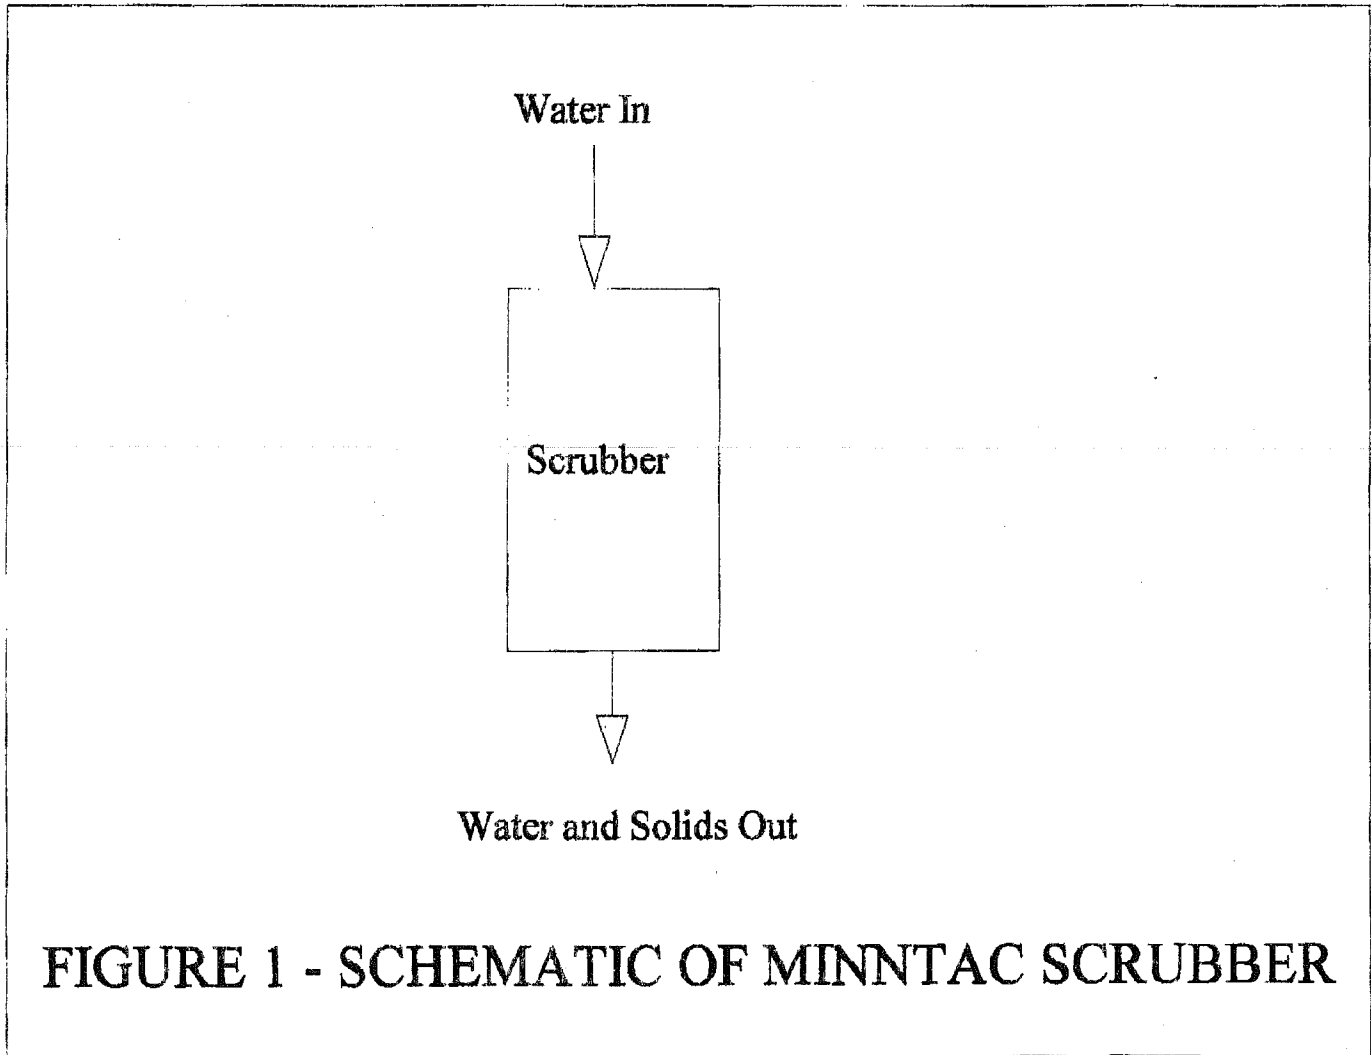 Water In
Scrubber
Water and Solids Out
FIGURE 1 - SCHEMATIC OF MINNTAC SCRUBBER